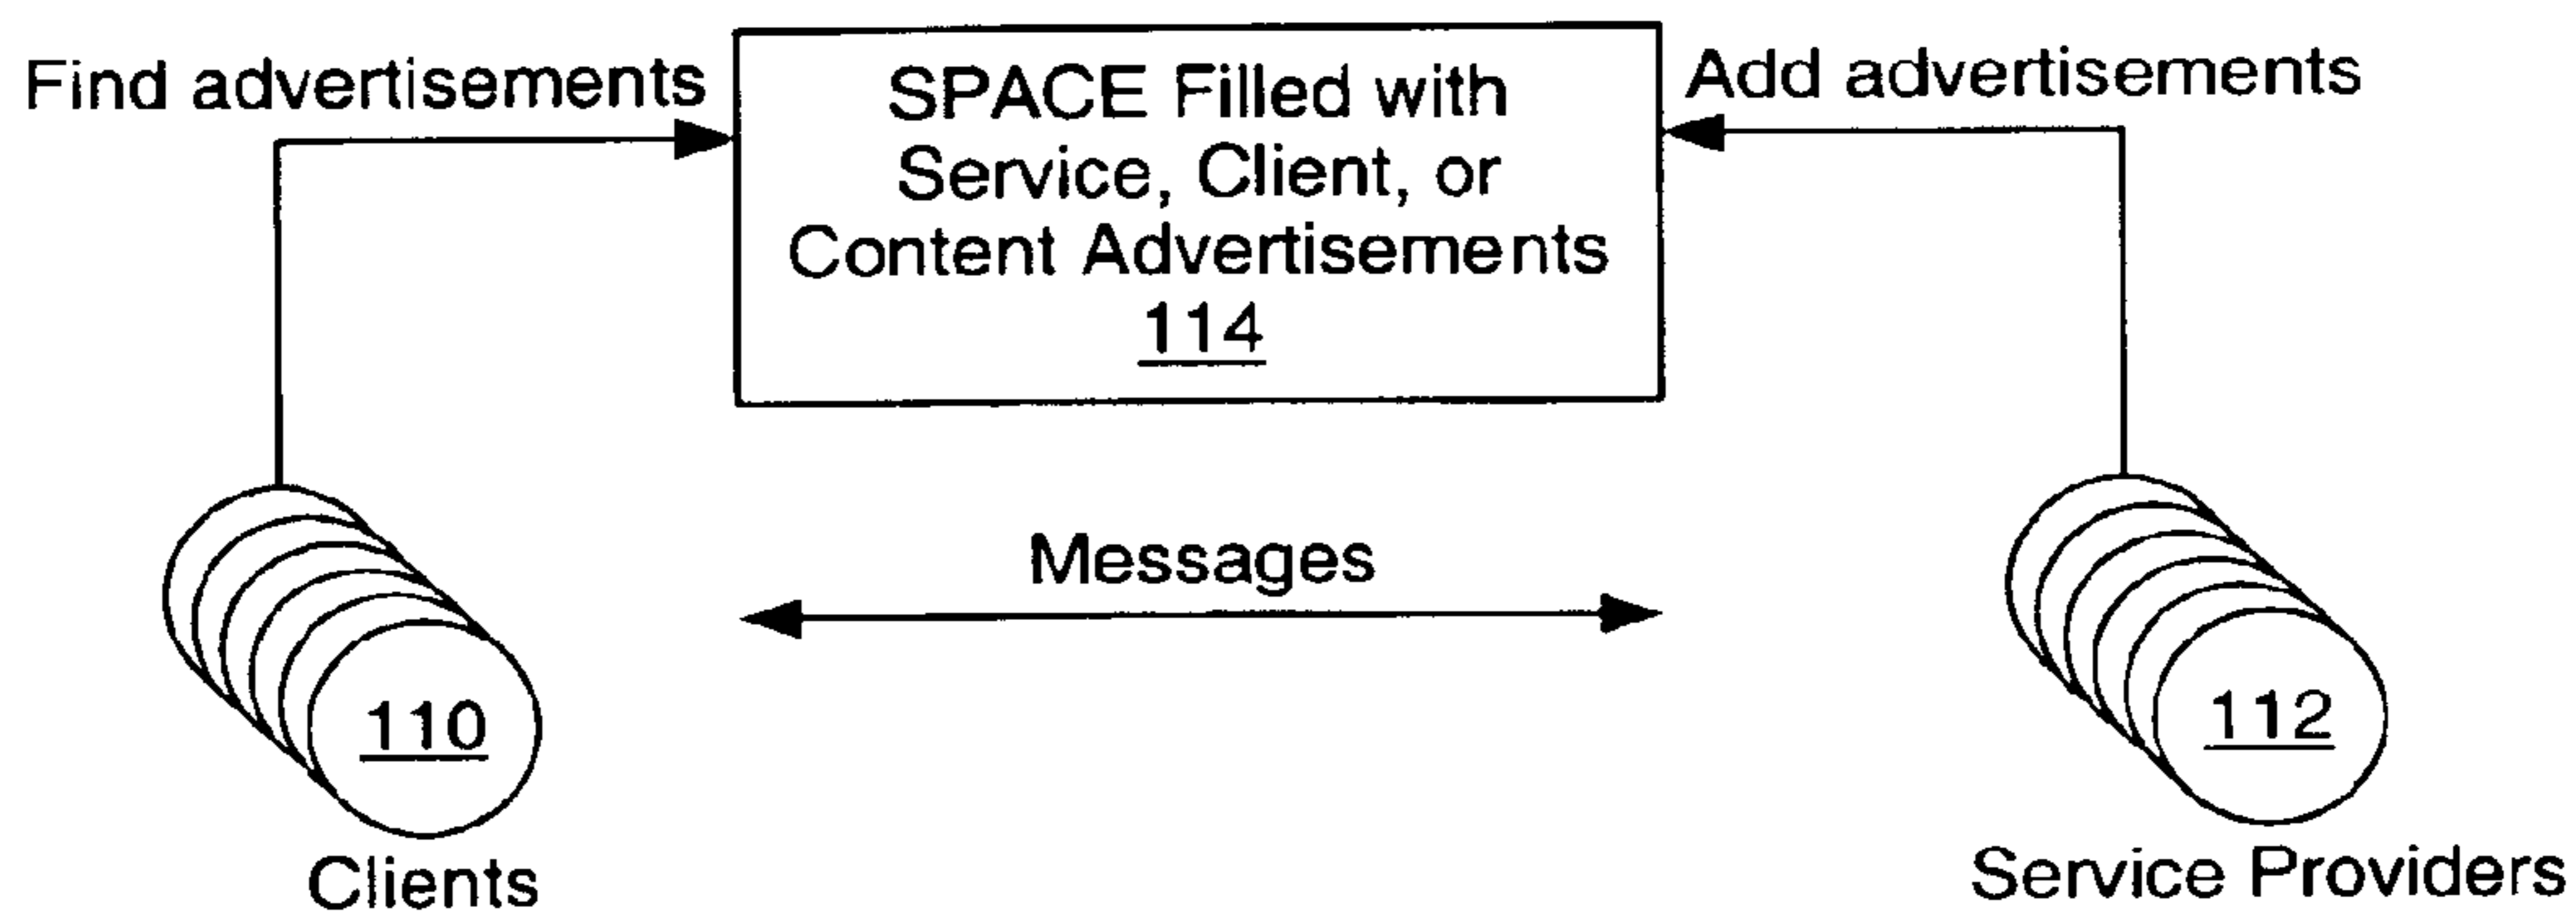 Find advertisements
SPACE Filled with
Service, Client, or
Content Advertisements
114
Add advertisements
Messages
110
Clients
112
Service Providers